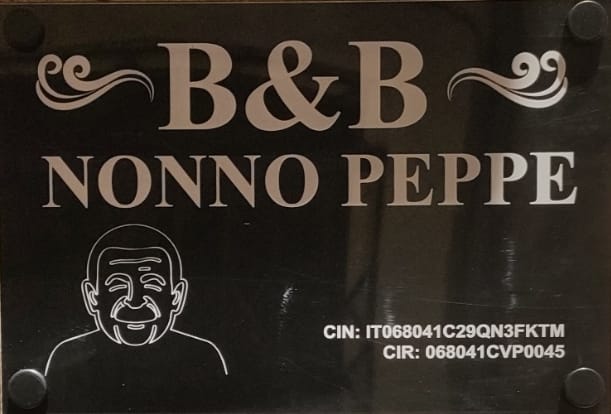 B&B
NONNO PEPPE
CIN: IT068041C29QN3FKTM
CIR: 068041CVP0045